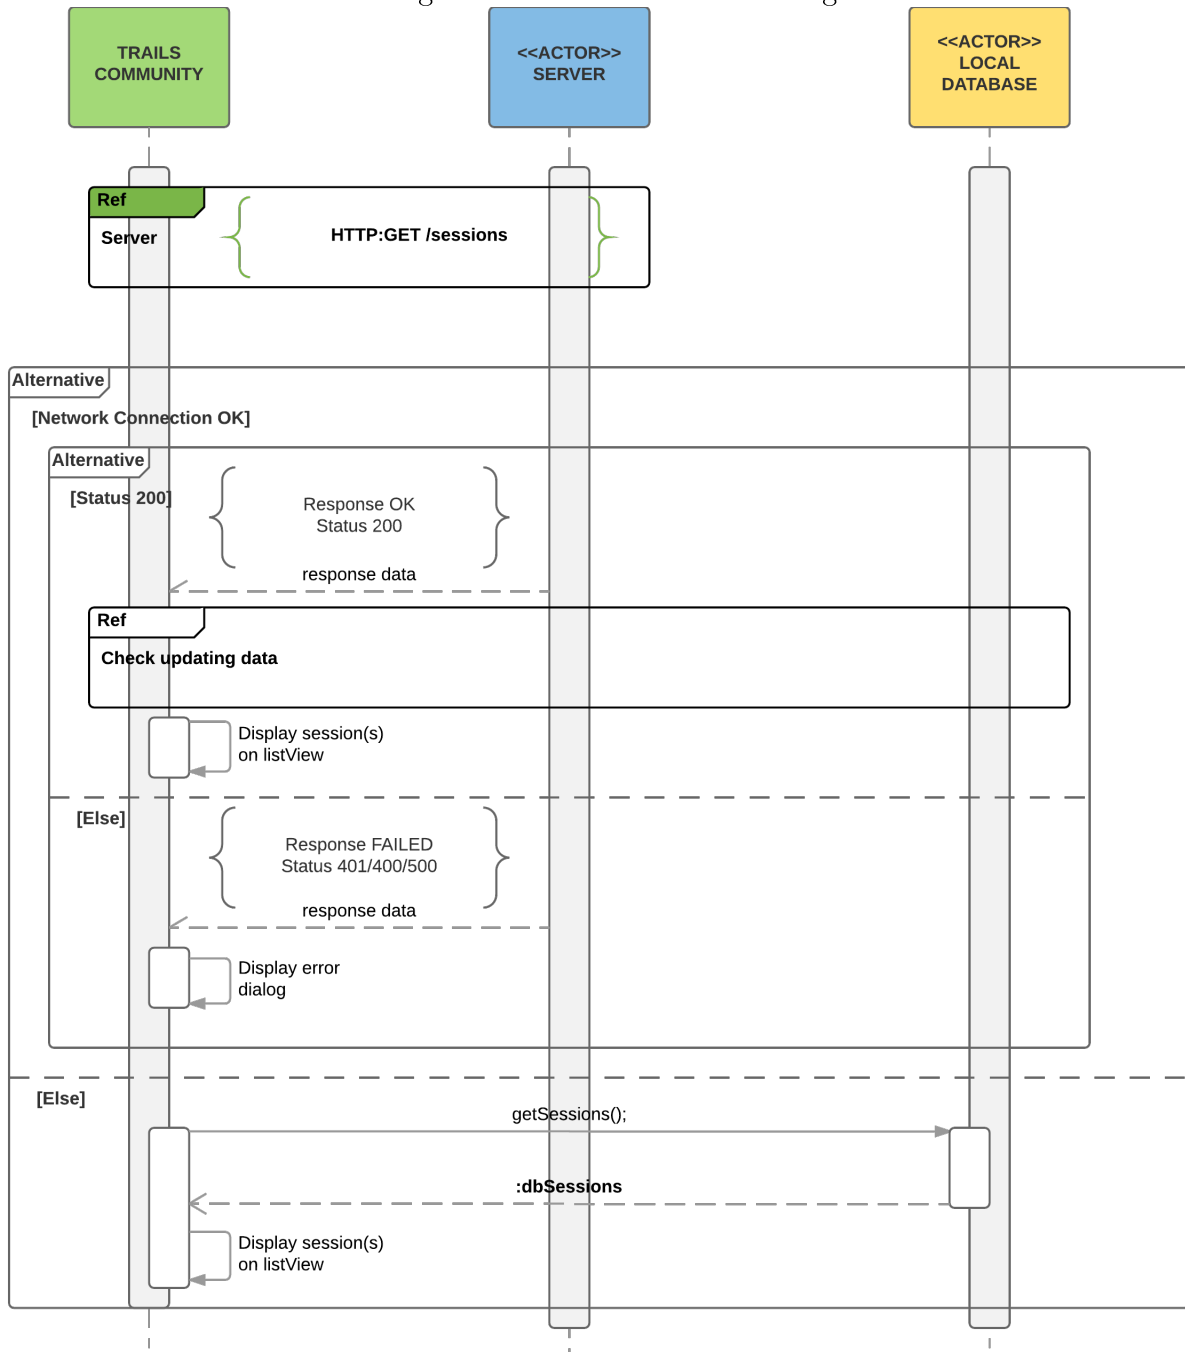 TRAILS
COMMUNITY
<<ACTOR>>
SERVER
<<ACTOR>>
LOCAL
DATABASE
Ref
Server
HTTP:GET /sessions
Alternative
[Network Connection OK]
Alternative
[Status 200]
Response OK
Status 200
response data
Ref
Check updating data
Display session(s)
on listView
[Else]
Response FAILED
Status 401/400/500
response data
Display error
dialog
[Else]
getSessions();
:dbSessions
Display session(s)
on listView